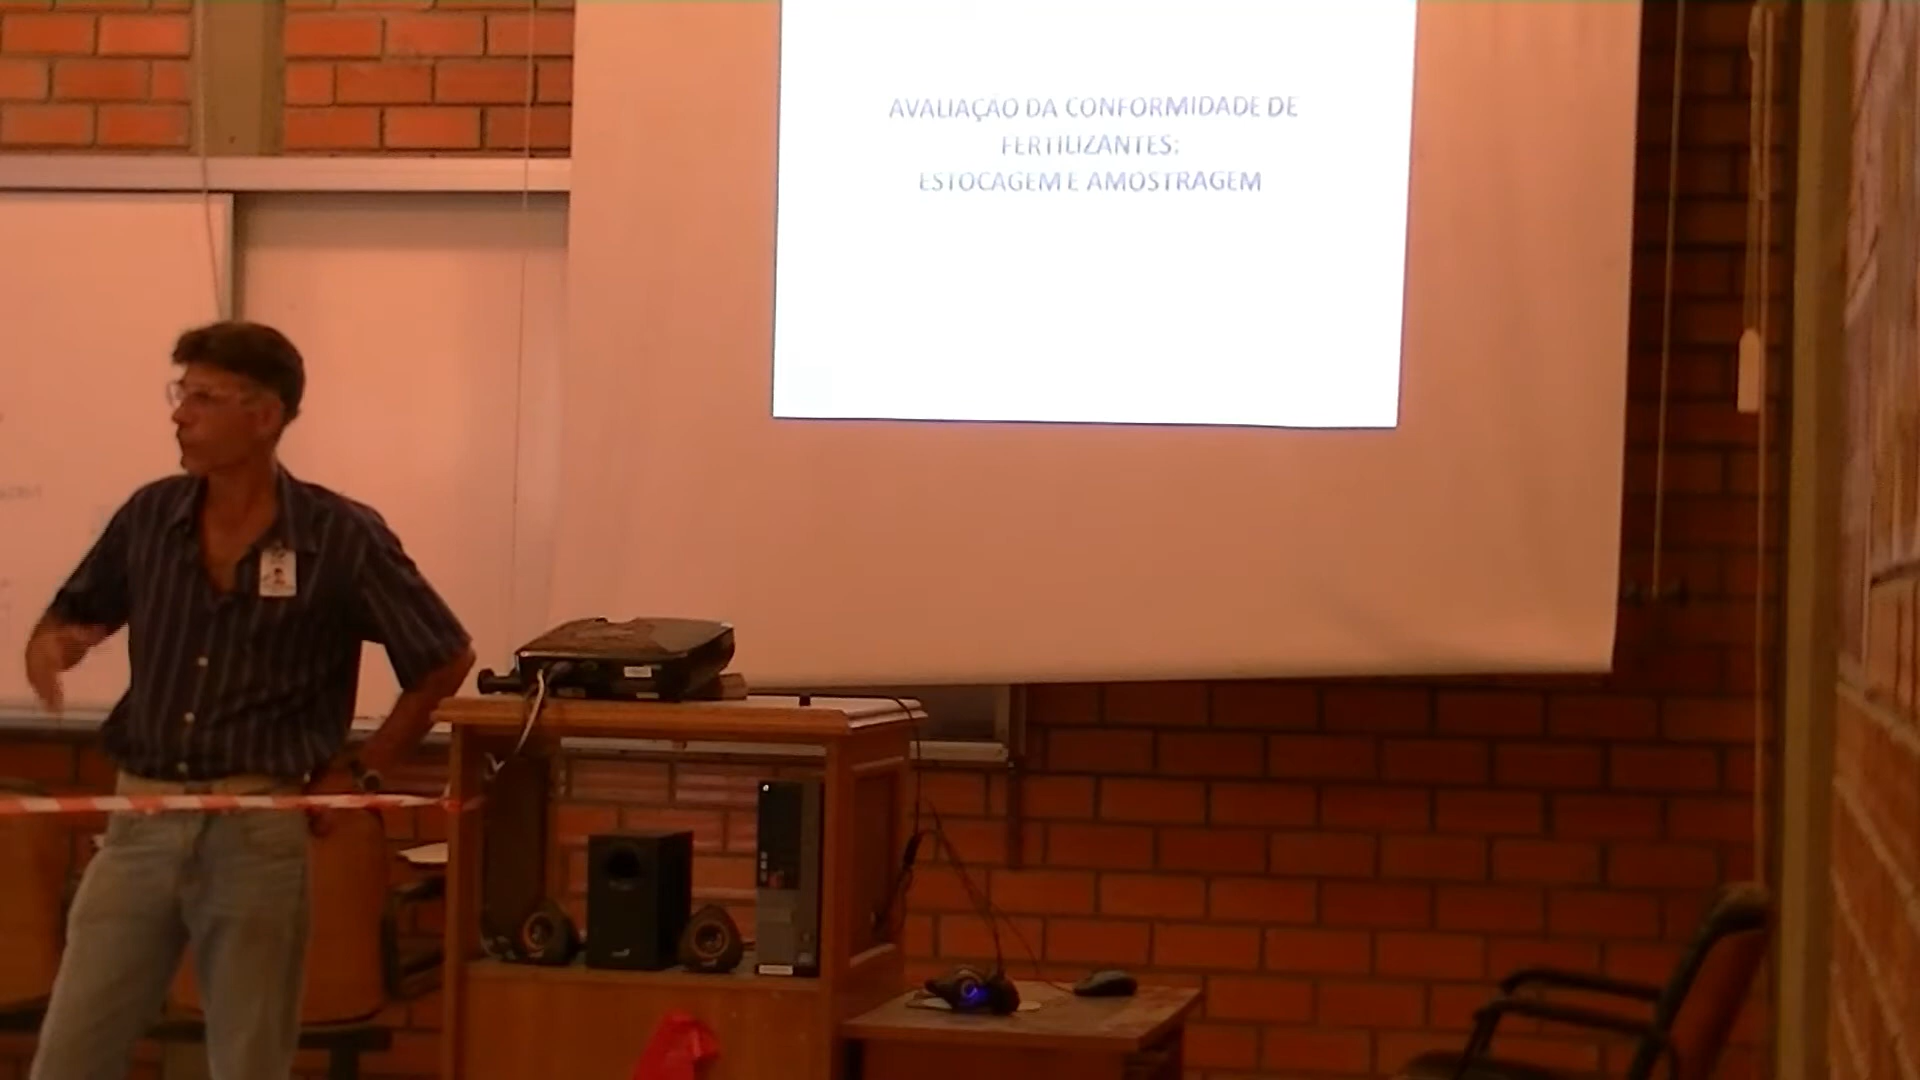 AVALIAÇÃO DA CONFORMIDADE DE
FERTILIZANTES:
ESTOCAGEM E AMOSTRAGEM